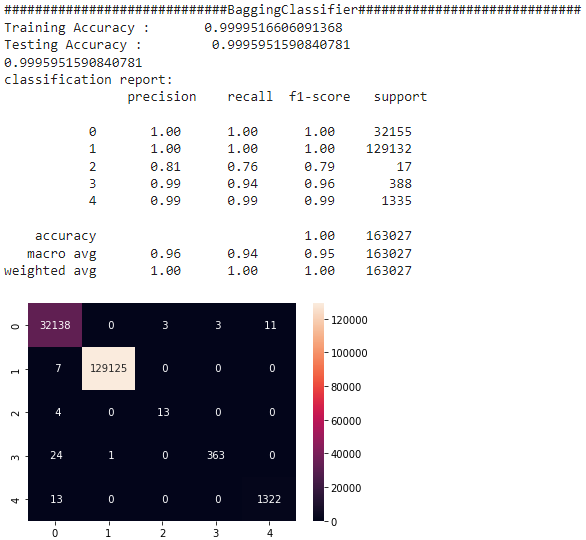 #############################BaggingClassifier#############################
Training Accuracy :       0.9999516606091368
Testing Accuracy :         0.9995951590840781
0.9995951590840781
classification report:
                precision    recall  f1-score   support

           0       1.00      1.00      1.00     32155
           1       1.00      1.00      1.00    129132
           2       0.81      0.76      0.79        17
           3       0.99      0.94      0.96       388
           4       0.99      0.99      0.99      1335

    accuracy                           1.00    163027
   macro avg       0.96      0.94      0.95    163027
weighted avg       1.00      1.00      1.00    163027

0 32138 0 3 3 11
1 7 129125 0 0 0
2 4 0 13 0 0
3 24 1 0 363 0
4 13 0 0 0 1322
0 1 2 3 4
120000
100000
80000
60000
40000
20000
0